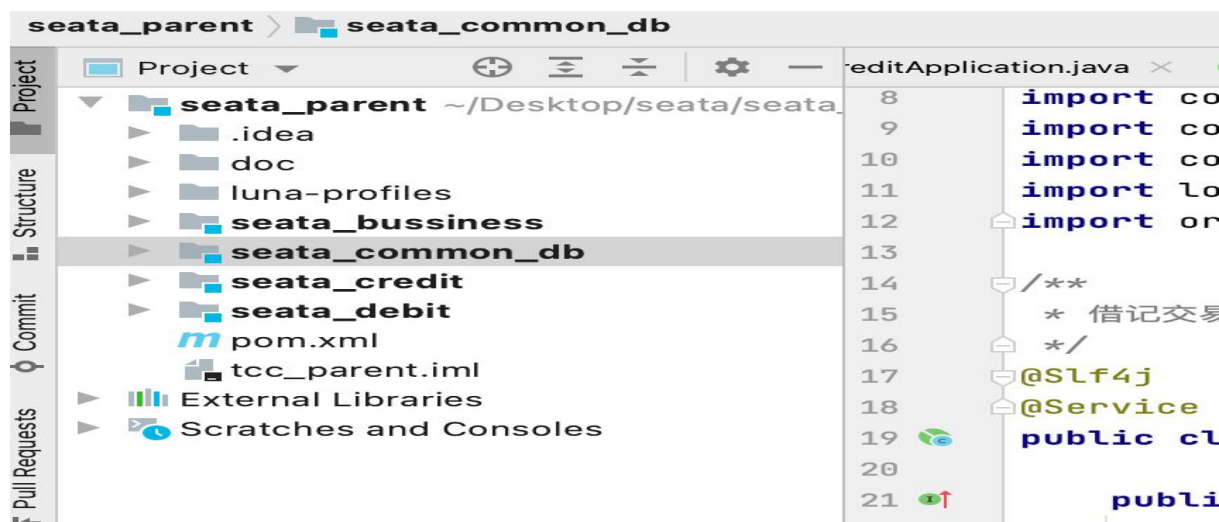 seata_parent seata_common_db
Project
Structure
Commit
Pull Requests
Project
seata_parent ~/Desktop/seata/seata_
.idea
doc
luna-profiles
seata_bussiness
seata_common_db
seata_credit
seata_debit
pom.xml
tcc_parent.iml
External Libraries
Scratches and Consoles
editApplication.java
8 import co
9 import co
10 import co
11 import lo
12 import or
13
14 /**
15 * 借记交易
16 */
17 @Slf4j
18 @Service
19 public cl
20
21 publi